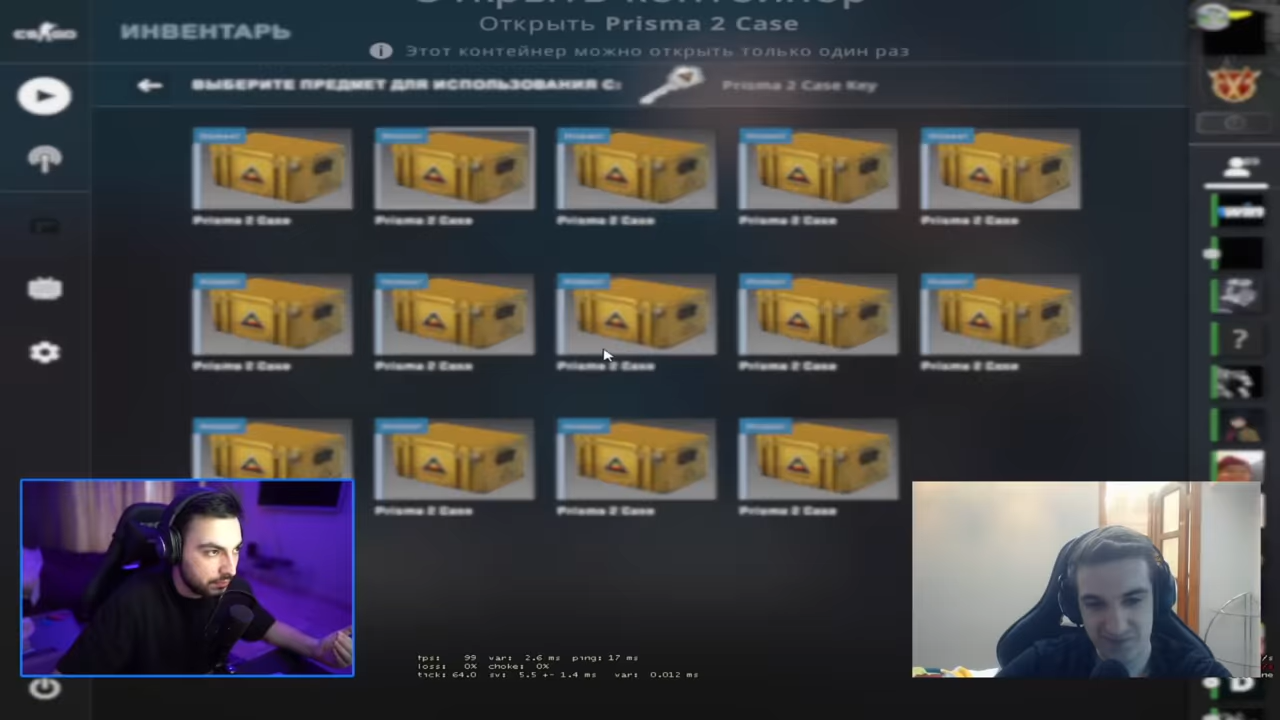 Открыть контейнер
CS:GO
ИНВЕНТАРЬ
Открыть Prisma 2 Case
Этот контейнер можно открыть только один раз
ВЫБЕРИТЕ ПРЕДМЕТ ДЛЯ ИСПОЛЬЗОВАНИЯ С:
Prisma 2 Case Key
Prisma 2 Case
Prisma 2 Case
Prisma 2 Case
Prisma 2 Case
Prisma 2 Case
Prisma 2 Case
Prisma 2 Case
Prisma 2 Case
Prisma 2 Case
Prisma 2 Case
Prisma 2 Case
Prisma 2 Case
Prisma 2 Case
fps: 99 var: 2.6 ms ping: 17 ms
loss: 0% choke: 0%
tick: 64.0 sv: 5.5 +- 1.4 ms var: 0.012 ms